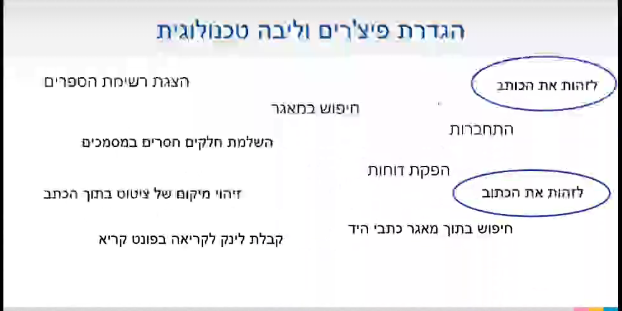 הגדרת פיצ'רים וליבה טכנולוגית
לזהות את הכותב
הצגת רשימת הספרים
חיפוש במאגר
התחברות
השלמת חלקים חסרים במסמכים
הפקת דוחות
לזהות את הכתוב
זיהוי מיקום של ציטוט בתוך הכתב
חיפוש בתוך מאגר כתבי היד
קבלת לינק לקריאה בפונט קריא